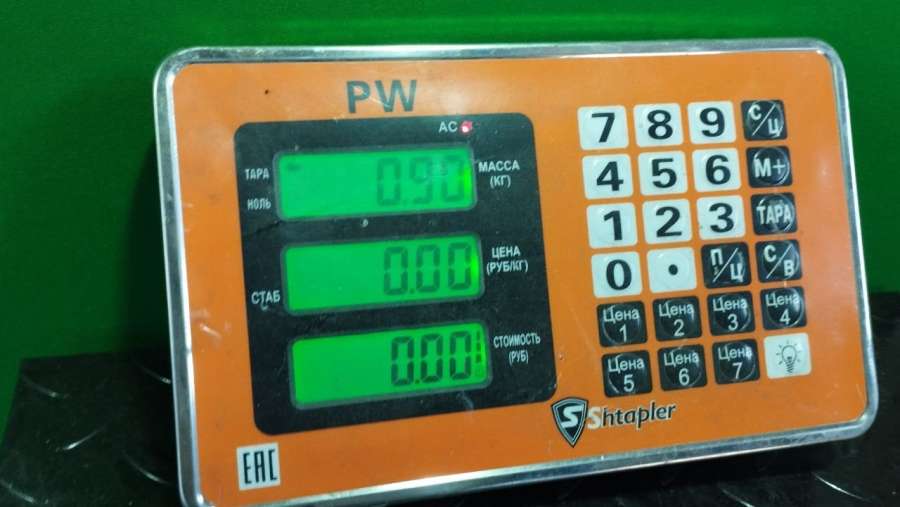 PW
AC
ТАРА
НОЛЬ
0.90
МАССА
(КГ)
СТАБ
0.00
ЦЕНА
(РУБ/КГ)
0.00
СТОИМОСТЬ
(РУБ)
7 8 9 С/Ц
4 5 6 М+
1 2 3 ТАРА
0 . П/Ц С/В
Цена 1 Цена 2 Цена 3 Цена 4
Цена 5 Цена 6 Цена 7
S Shtapler
EAC